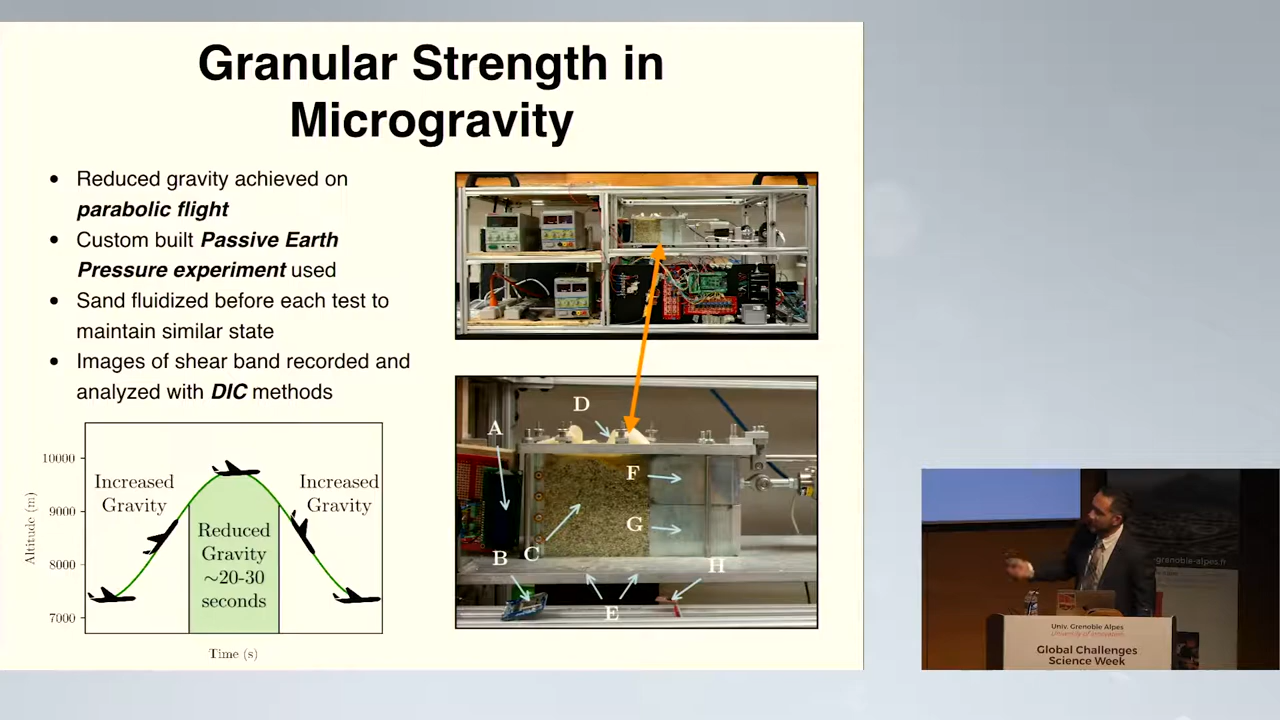 Granular Strength in
Microgravity
• Reduced gravity achieved on
parabolic flight
• Custom built Passive Earth
Pressure experiment used
• Sand fluidized before each test to
maintain similar state
• Images of shear band recorded and
analyzed with DIC methods
10000
9000
8000
7000
Altitude (m)
Increased
Gravity
Reduced
Gravity
~20-30
seconds
Increased
Gravity
Time (s)
A
D
F
G
B
C
E
H
-grenoble-alpes.fr
Univ. Grenoble Alpes
University of innovation
Global Challenges
Science Week